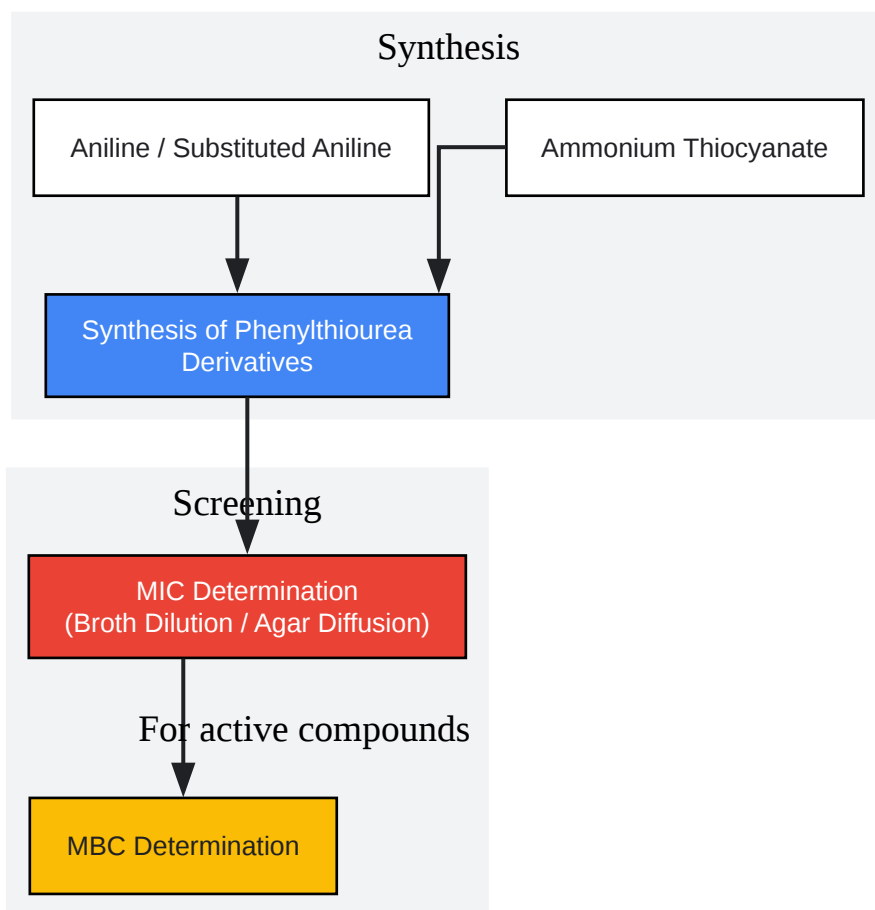 Synthesis
Aniline / Substituted Aniline
Ammonium Thiocyanate
Synthesis of Phenylthiourea
Derivatives
Screening
MIC Determination
(Broth Dilution / Agar Diffusion)
For active compounds
MBC Determination